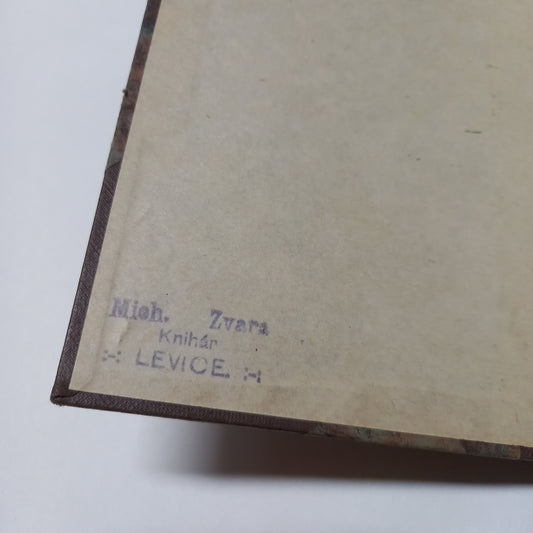 Mich. Zvara
Knihár
⁘ LEVICE. ⁘